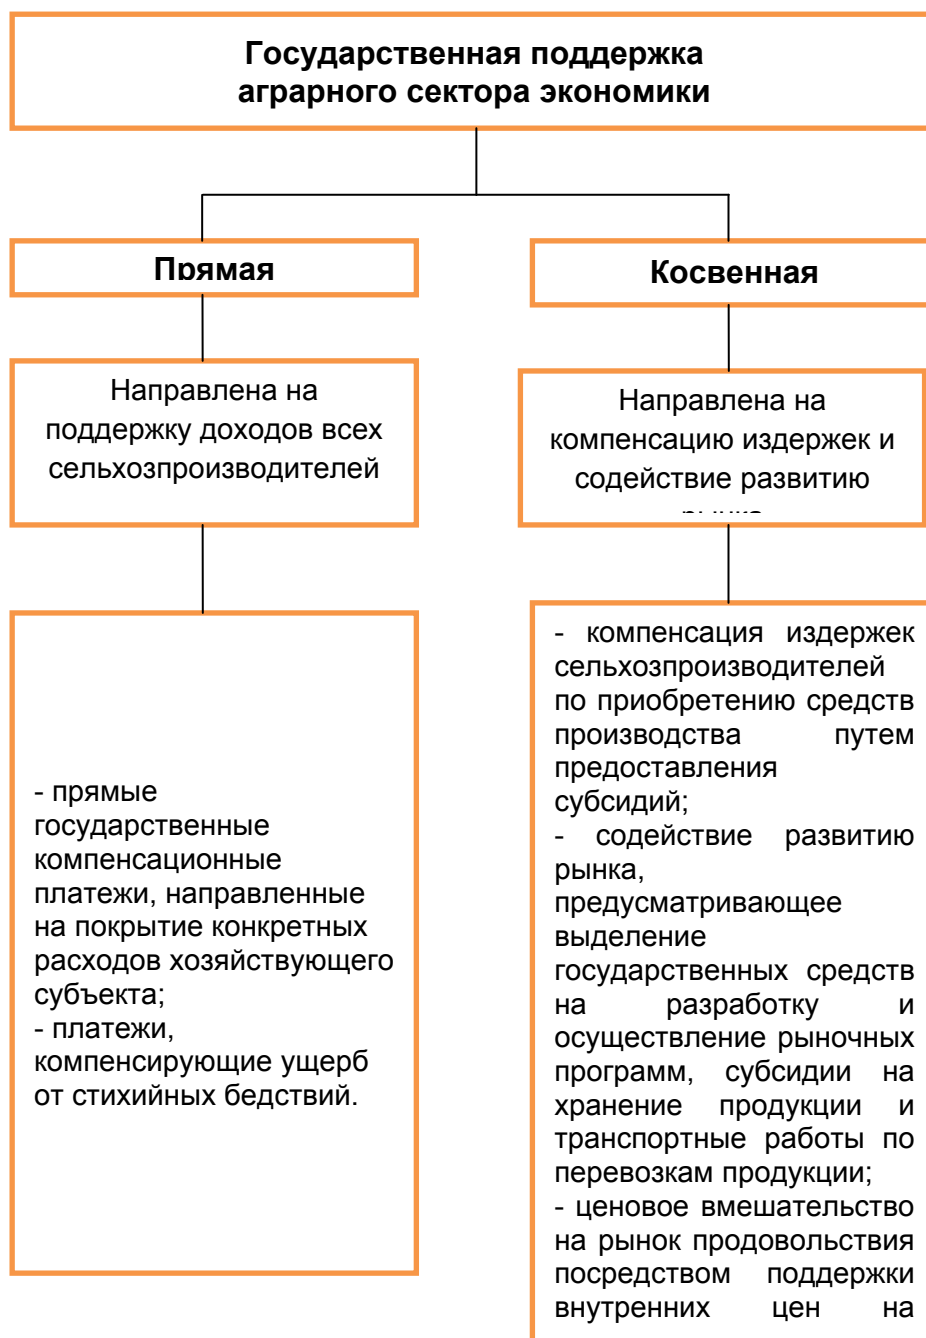 Государственная поддержка
аграрного сектора экономики
Прямая
Косвенная
Направлена на
поддержку доходов всех
сельхозпроизводителей
Направлена на
компенсацию издержек и
содействие развитию
рынка
- прямые
государственные
компенсационные
платежи, направленные
на покрытие конкретных
расходов хозяйствующего
субъекта;
- платежи,
компенсирующие ущерб
от стихийных бедствий.
- компенсация издержек
сельхозпроизводителей
по приобретению средств
производства путем
предоставления
субсидий;
- содействие развитию
рынка,
предусматривающее
выделение
государственных средств
на разработку и
осуществление рыночных
программ, субсидии на
хранение продукции и
транспортные работы по
перевозкам продукции;
- ценовое вмешательство
на рынок продовольствия
посредством поддержки
внутренних цен на